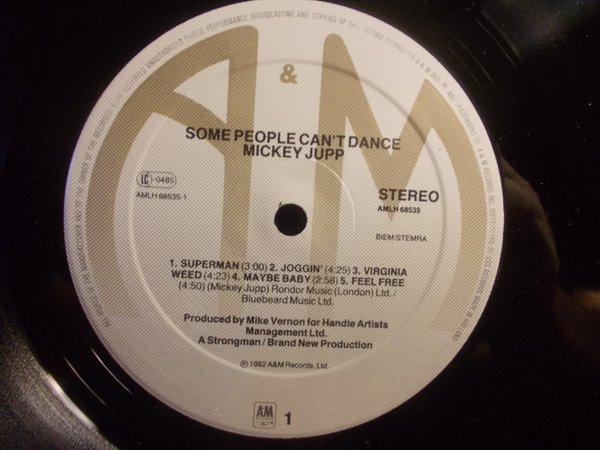 &
AM
SOME PEOPLE CAN'T DANCE
MICKEY JUPP
LC -0485
AMLH 68535-1
STEREO
AMLH 68535
BIEM/STEMRA
1. SUPERMAN (3:00) 2. JOGGIN' (4:25) 3. VIRGINIA
WEED (4:23) 4. MAYBE BABY (2:58) 5. FEEL FREE
(4:50) (Mickey Jupp) Rondor Music (London) Ltd. /
Bluebeard Music Ltd.
Produced by Mike Vernon for Handle Artists
Management Ltd.
A Strongman / Brand New Production
℗ 1982 A&M Records, Ltd.
A&M
1